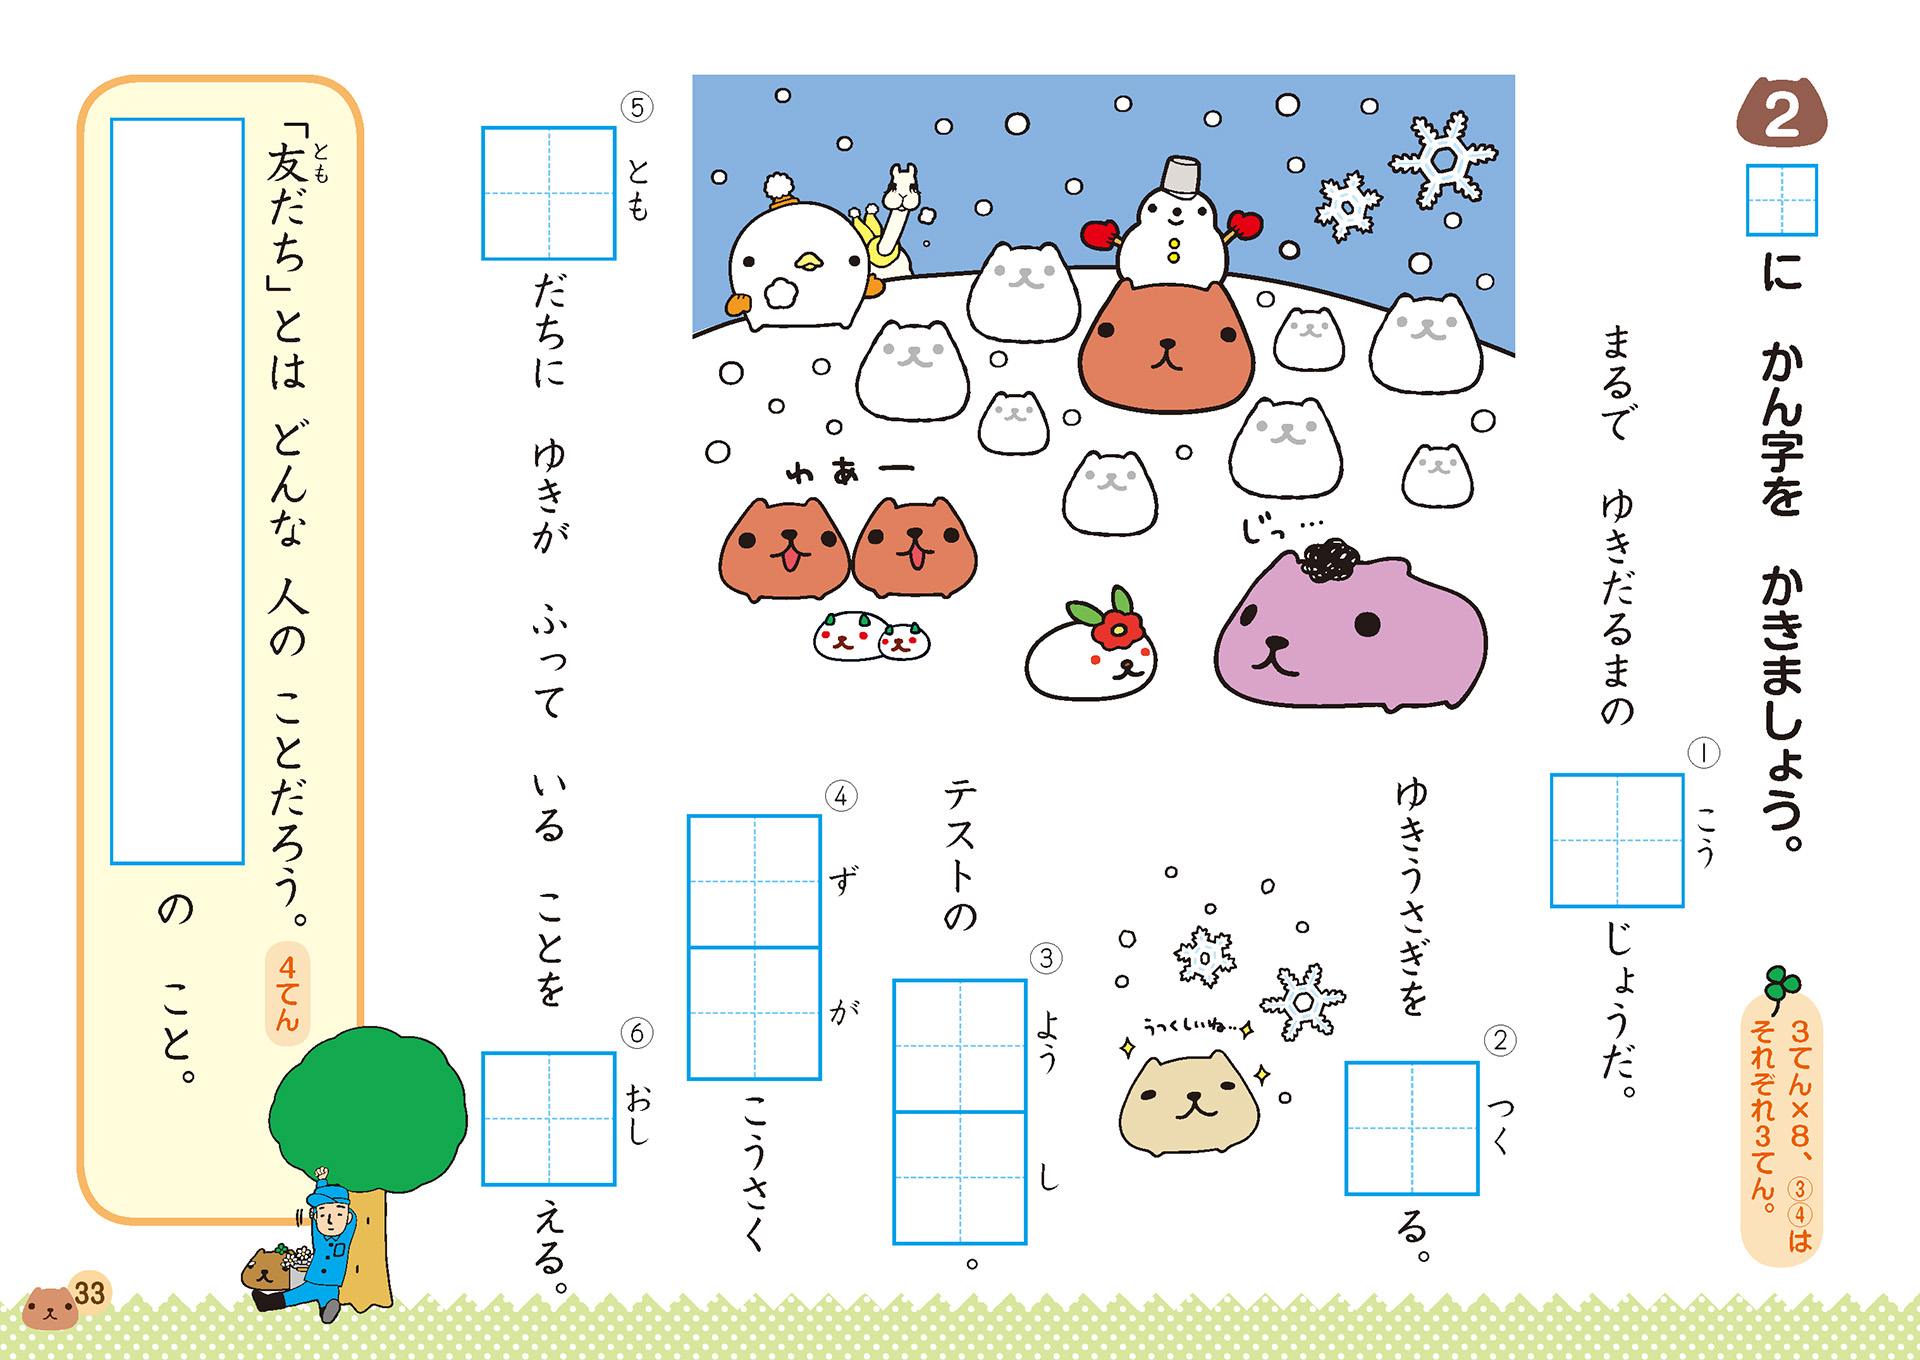 2
に かん字を かきましょう。
3てん×8、③④は
それぞれ3てん。
まるで ゆきだるまの
① こう
じょうだ。
ゆきうさぎを
② つく
る。
テストの
③ よう し
。
④ ず が
こうさく
⑤ とも
だちに ゆきが ふって いる ことを
⑥ おし
える。
わぁー
じっ…
うつくしいね…
「友だち」とは どんな 人の ことだろう。
とも
4てん
の こと。
33